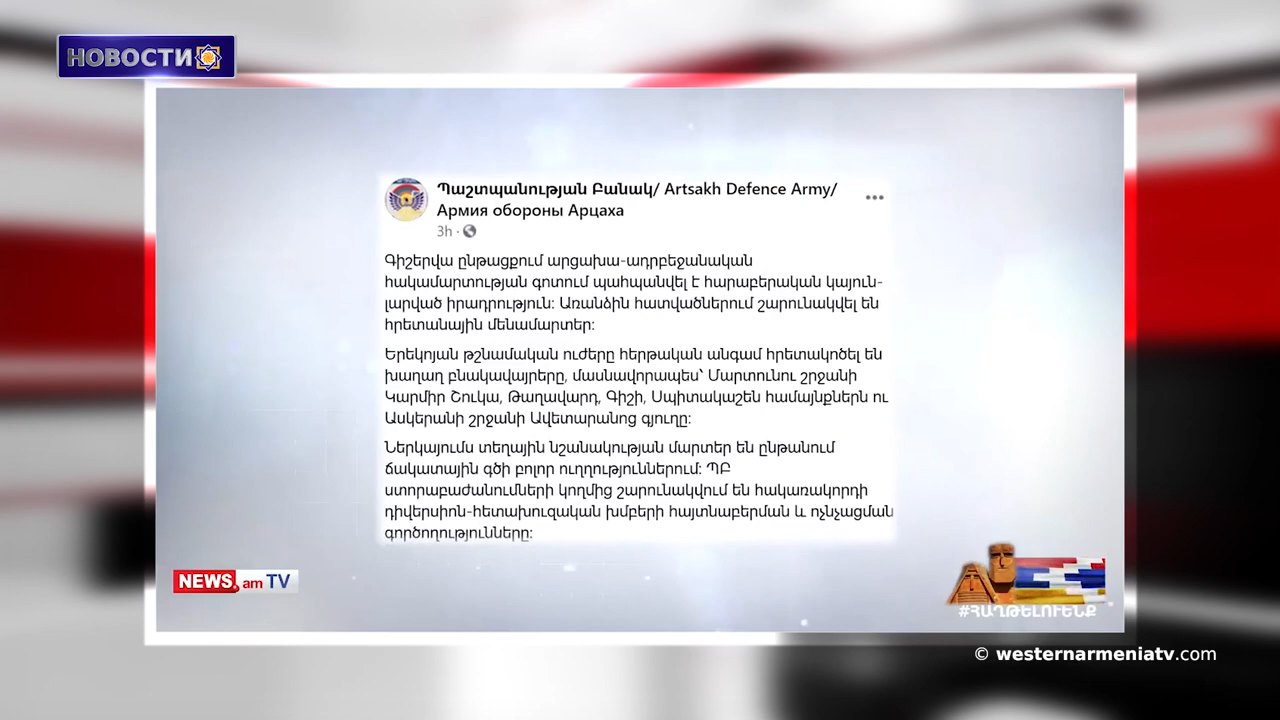 НОВОСТИ
Պաշտպանության Բանակ/ Artsakh Defence Army/
Армия обороны Арцаха
3h ·
Գիշերվա ընթացքում արցախա-ադրբեջանական
հակամարտության գոտում պահպանվել է հարաբերական կայուն-
լարված իրադրություն։ Առանձին հատվածներում շարունակվել են
հրետանային մենամարտեր։
Երեկոյան թշնամական ուժերը հերթական անգամ հրետակոծել են
խաղաղ բնակավայրերը, մասնավորապես՝ Մարտունու շրջանի
Կարմիր Շուկա, Թաղավարդ, Գիշի, Սպիտակաշեն համայնքներն ու
Ասկերանի շրջանի Ավետարանոց գյուղը։
Ներկայումս տեղային նշանակության մարտեր են ընթանում
ճակատային գծի բոլոր ուղղություններում։ ՊԲ
ստորաբաժանումների կողմից շարունակվում են հակառակորդի
դիվերսիոն-հետախուզական խմբերի հայտնաբերման և ոչնչացման
գործողությունները։
NEWS.am TV
#ՀԱՂԹԵԼՈՒԵՆՔ
© westernarmeniatv.com